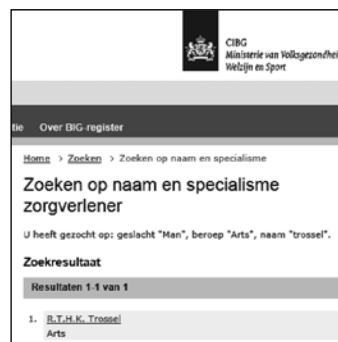 CIBG
Ministerie van Volksgezondhei
Welzijn en Sport
tie Over BIG-register
Home > Zoeken > Zoeken op naam en specialisme
Zoeken op naam en specialisme
zorgverlener
U heeft gezocht op: geslacht "Man", beroep "Arts", naam "trossel".
Zoekresultaat
Resultaten 1-1 van 1
1. R.T.H.K. Trossel
Arts